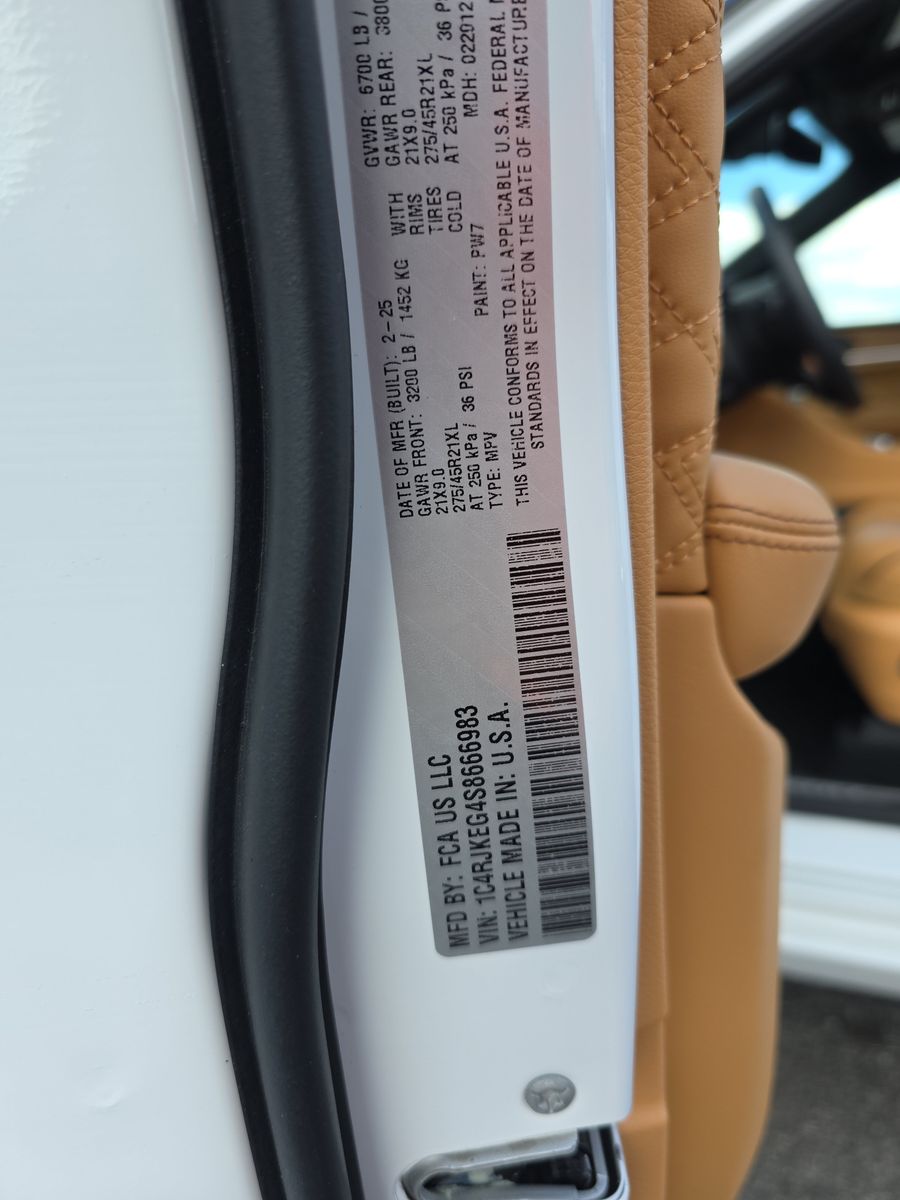 MFD BY: FCA US LLC
VIN: 1C4RJKEG4S8666983
VEHICLE MADE IN: U.S.A.
DATE OF MFR (BUILT): 2-25 GVWR: 6700 LB /
GAWR FRONT: 3200 LB / 1452 KG WITH GAWR REAR: 3800
21X9.0 RIMS 21X9.0
275/45R21XL TIRES 275/45R21XL
AT 250 kPa / 36 PSI COLD AT 250 kPa / 36
TYPE: MPV PAINT: PW7 MDH: 022012
THIS VEHICLE CONFORMS TO ALL APPLICABLE U.S.A. FEDERAL
STANDARDS IN EFFECT ON THE DATE OF MANUFACTURE